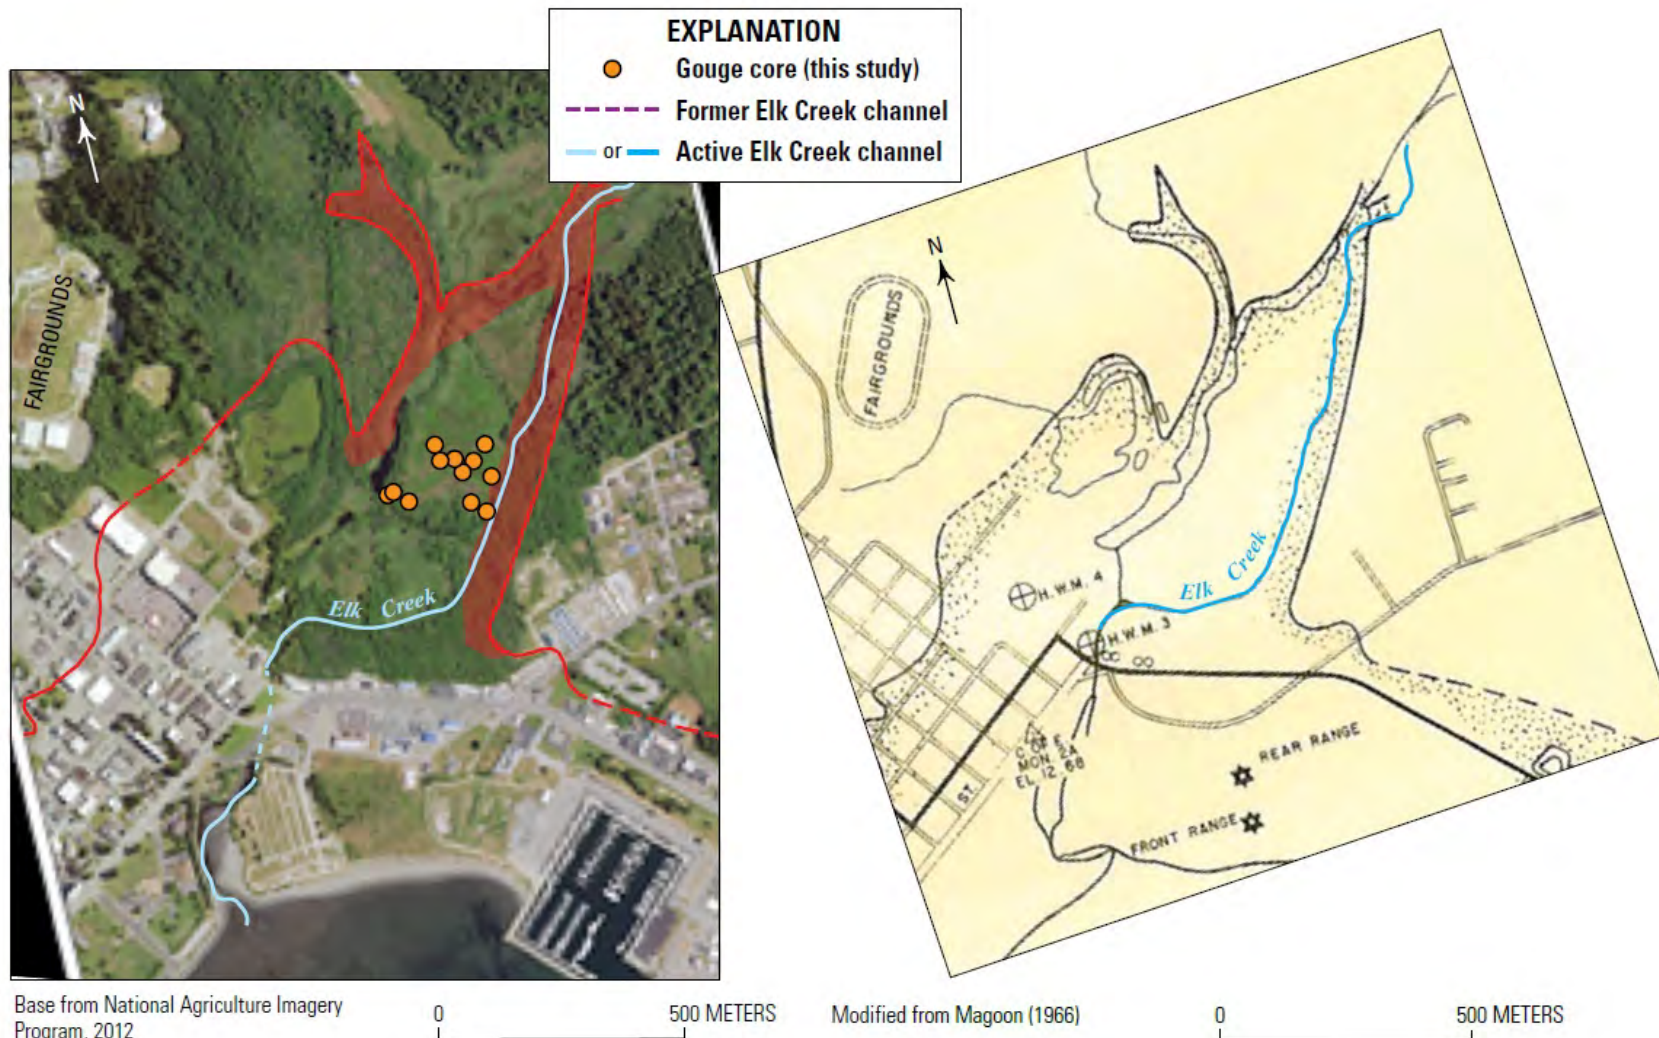 EXPLANATION
Gouge core (this study)
Former Elk Creek channel
or
Active Elk Creek channel
N
FAIRGROUNDS
Elk Creek
N
FAIRGROUNDS
Elk Creek
H.W.M. 4
H.W.M. 3
C OF E
MON. 2A
EL 12.68
ST.
REAR RANGE
FRONT RANGE
Base from National Agriculture Imagery
Program, 2012
0
500 METERS
Modified from Magoon (1966)
0
500 METERS